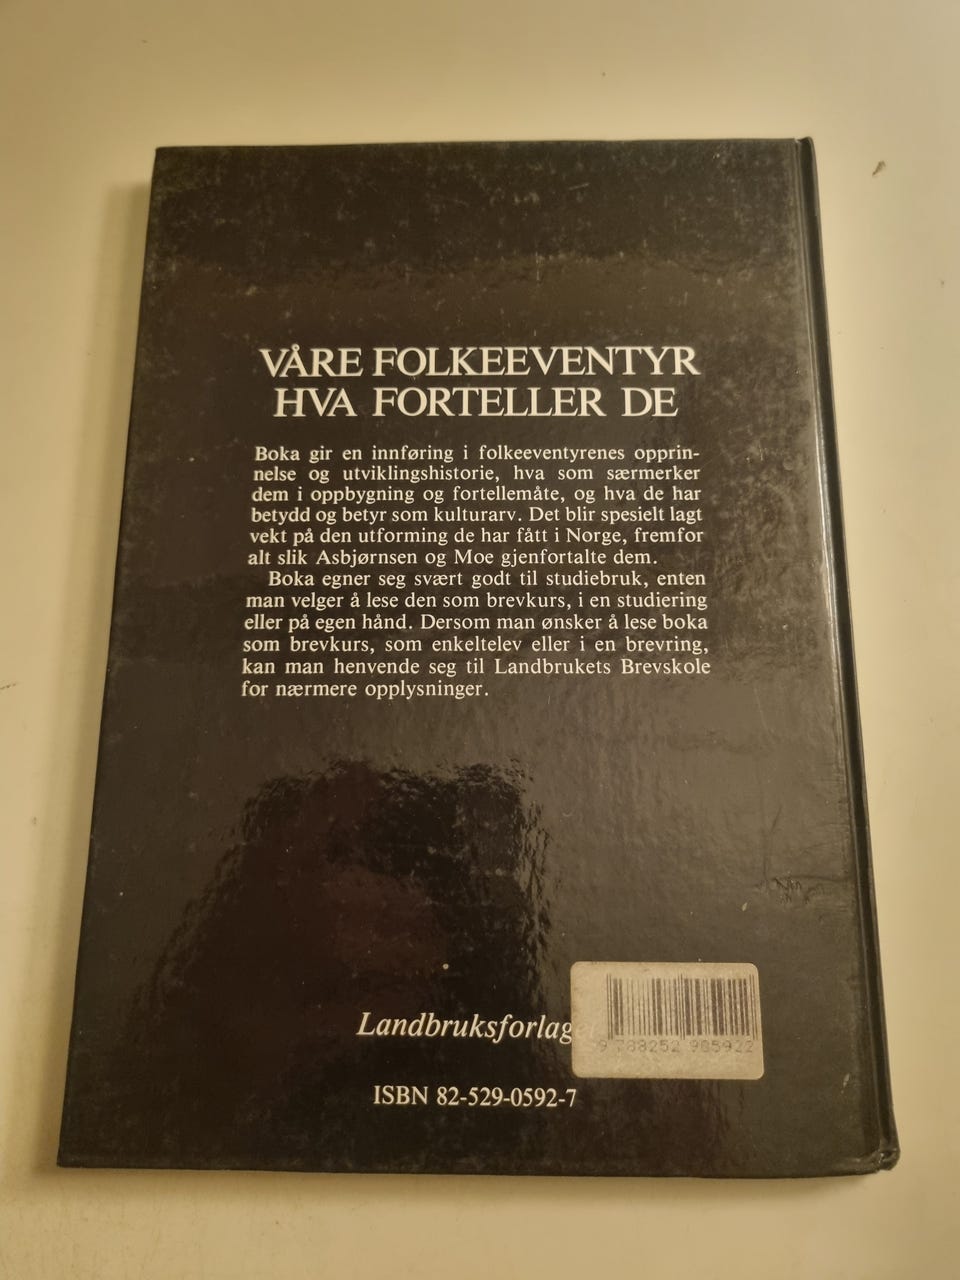 VÅRE FOLKEEVENTYR
HVA FORTELLER DE
Boka gir en innføring i folkeeventyrenes opprin-
nelse og utviklingshistorie, hva som særmerker
dem i oppbygning og fortellemåte, og hva de har
betydd og betyr som kulturarv. Det blir spesielt lagt
vekt på den utforming de har fått i Norge, fremfor
alt slik Asbjørnsen og Moe gjenfortalte dem.
Boka egner seg svært godt til studiebruk, enten
man velger å lese den som brevkurs, i en studiering
eller på egen hånd. Dersom man ønsker å lese boka
som brevkurs, som enkeltelev eller i en brevring,
kan man henvende seg til Landbrukets Brevskole
for nærmere opplysninger.
Landbruksforlaget
9 788252 905922
ISBN 82-529-0592-7